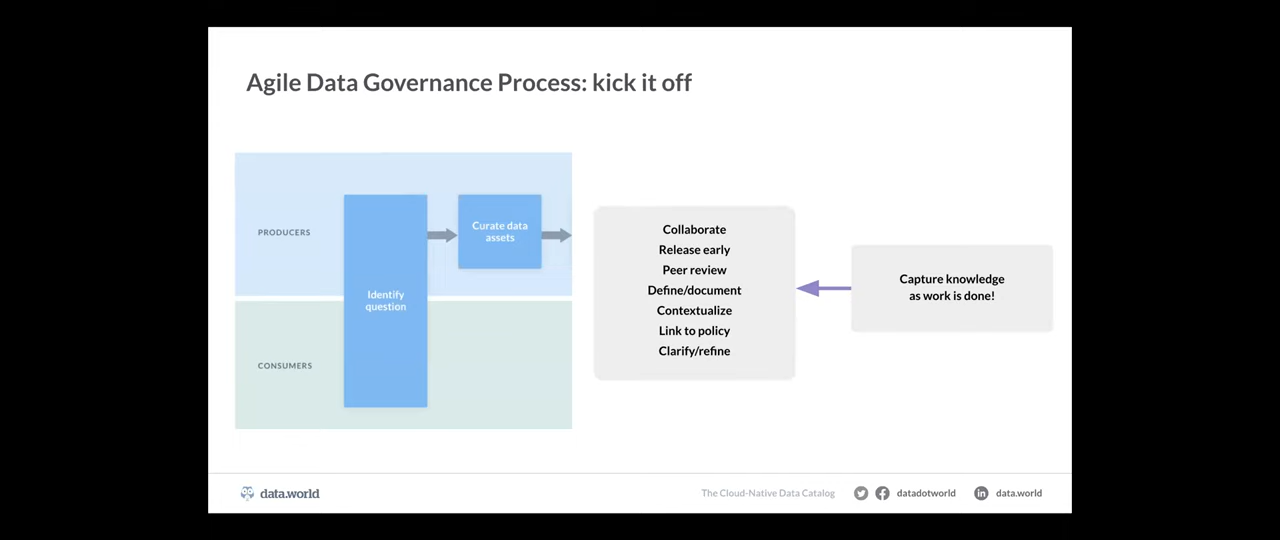 Agile Data Governance Process: kick it off
PRODUCERS
Curate data
assets
Identify
question
CONSUMERS
Collaborate
Release early
Peer review
Define/document
Contextualize
Link to policy
Clarify/refine
Capture knowledge
as work is done!
data.world
The Cloud-Native Data Catalog
datadotworld
in
data.world